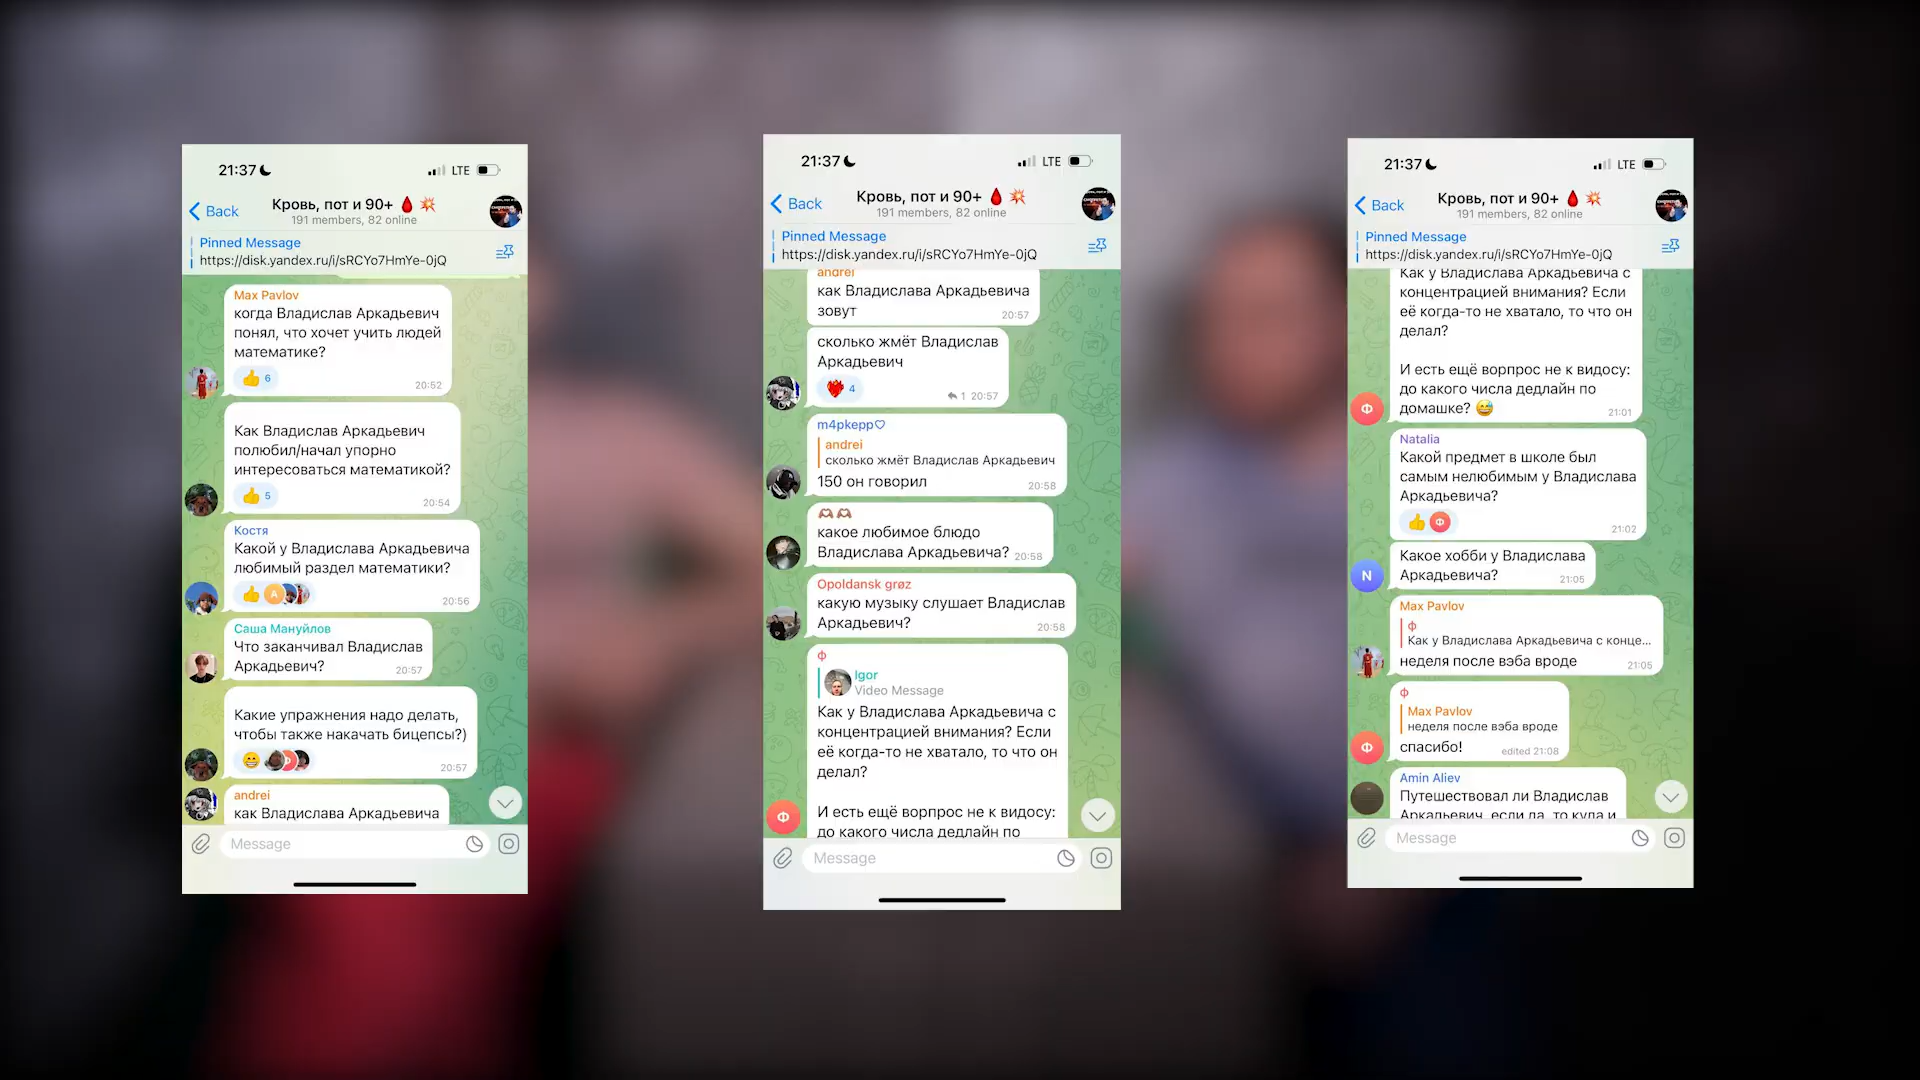 21:37
LTE
Back
Кровь, пот и 90+ 🩸💥
191 members, 82 online
Pinned Message
https://disk.yandex.ru/i/sRCYo7HmYe-0jQ
Max Pavlov
когда Владислав Аркадьевич
понял, что хочет учить людей
математике?
👍 6
20:52
Как Владислав Аркадьевич
полюбил/начал упорно
интересоваться математикой?
👍 5
20:54
Костя
Какой у Владислава Аркадьевича
любимый раздел математики?
👍 A
20:56
Саша Мануйлов
Что заканчивал Владислав
Аркадьевич?
20:57
Какие упражнения надо делать,
чтобы также накачать бицепсы?)
😁
20:57
andrei
как Владислава Аркадьевича
Message
21:37
LTE
Back
Кровь, пот и 90+ 🩸💥
191 members, 82 online
Pinned Message
https://disk.yandex.ru/i/sRCYo7HmYe-0jQ
andrei
как Владислава Аркадьевича
зовут
20:57
сколько жмёт Владислав
Аркадьевич
4
1 20:57
m4pkepp♡
andrei
сколько жмёт Владислав Аркадьевич
150 он говорил
20:58
🫶🏽🫶🏽
какое любимое блюдо
Владислава Аркадьевича?
20:58
Opoldansk grøz
какую музыку слушает Владислав
Аркадьевич?
20:58
ф
Igor
Video Message
Как у Владислава Аркадьевича с
концентрацией внимания? Если
её когда-то не хватало, то что он
делал?
И есть ещё ворпрос не к видосу:
до какого числа дедлайн по
Ф
Message
21:37
LTE
Back
Кровь, пот и 90+ 🩸💥
191 members, 82 online
Pinned Message
https://disk.yandex.ru/i/sRCYo7HmYe-0jQ
Как у Владислава Аркадьевича с
концентрацией внимания? Если
её когда-то не хватало, то что он
делал?
И есть ещё ворпрос не к видосу:
до какого числа дедлайн по
домашке? 😅
21:01
Ф
Natalia
Какой предмет в школе был
самым нелюбимым у Владислава
Аркадьевича?
👍 Ф
21:02
Какое хобби у Владислава
Аркадьевича?
21:05
N
Max Pavlov
ф
Как у Владислава Аркадьевича с конце...
неделя после вэба вроде
21:05
ф
Max Pavlov
неделя после вэба вроде
спасибо!
edited 21:08
Ф
Amin Aliev
Путешествовал ли Владислав
Аркадьевич, если да, то куда и
Message